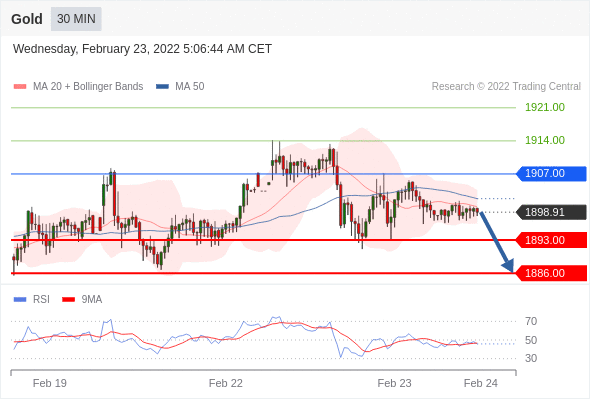 Gold 30 MIN
Wednesday, February 23, 2022 5:06:44 AM CET
MA 20 + Bollinger Bands MA 50 Research © 2022 Trading Central
1921.00
1914.00
1907.00
1898.91
1893.00
1886.00
RSI 9MA
70
50
30
Feb 19 Feb 22 Feb 23 Feb 24